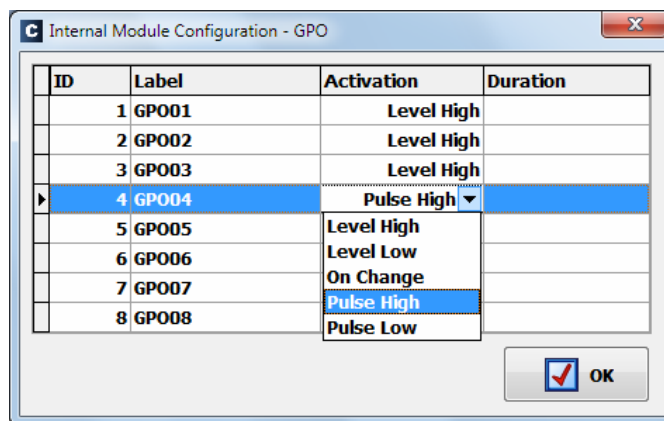 C Internal Module Configuration - GPO
ID Label Activation Duration
1 GPO01 Level High
2 GPO02 Level High
3 GPO03 Level High
4 GPO04 Pulse High
5 GPO05 Level High
6 GPO06 Level Low
On Change
7 GPO07 Pulse High
8 GPO08 Pulse Low
OK